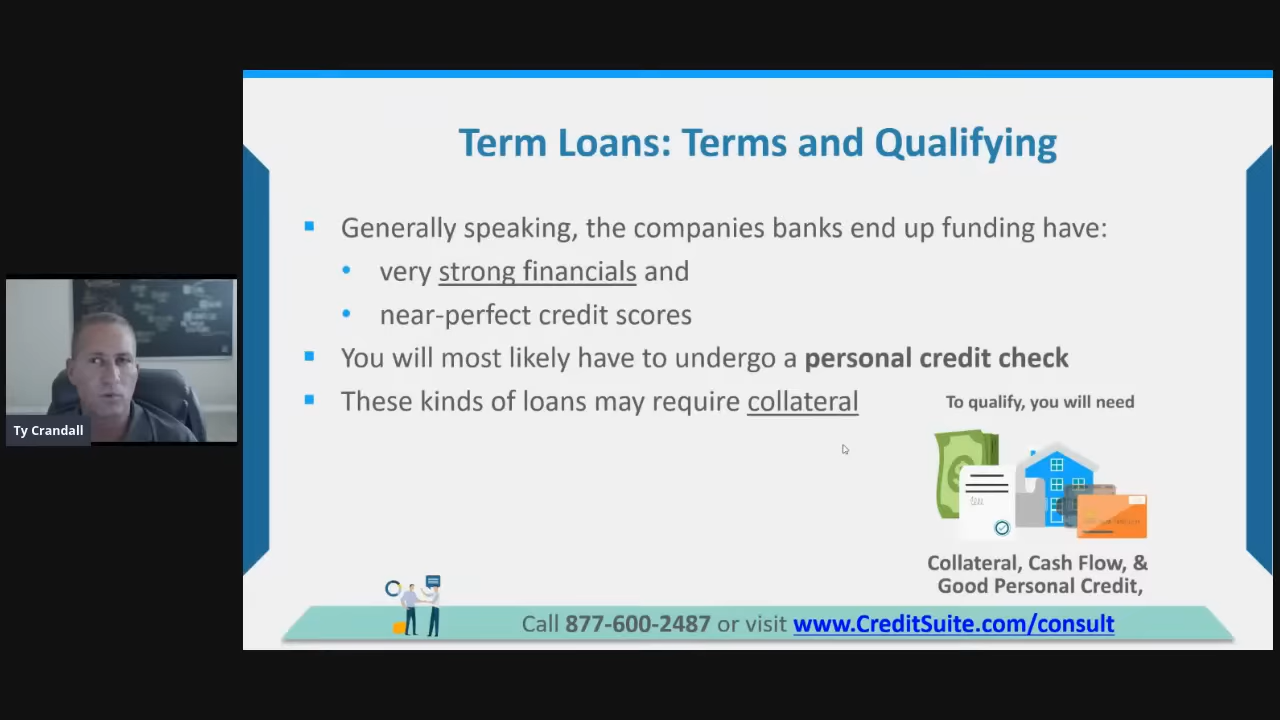 Term Loans: Terms and Qualifying
Generally speaking, the companies banks end up funding have:
very strong financials and
near-perfect credit scores
You will most likely have to undergo a personal credit check
These kinds of loans may require collateral
To qualify, you will need
Collateral, Cash Flow, &
Good Personal Credit,
Ty Crandall
Call 877-600-2487 or visit www.CreditSuite.com/consult